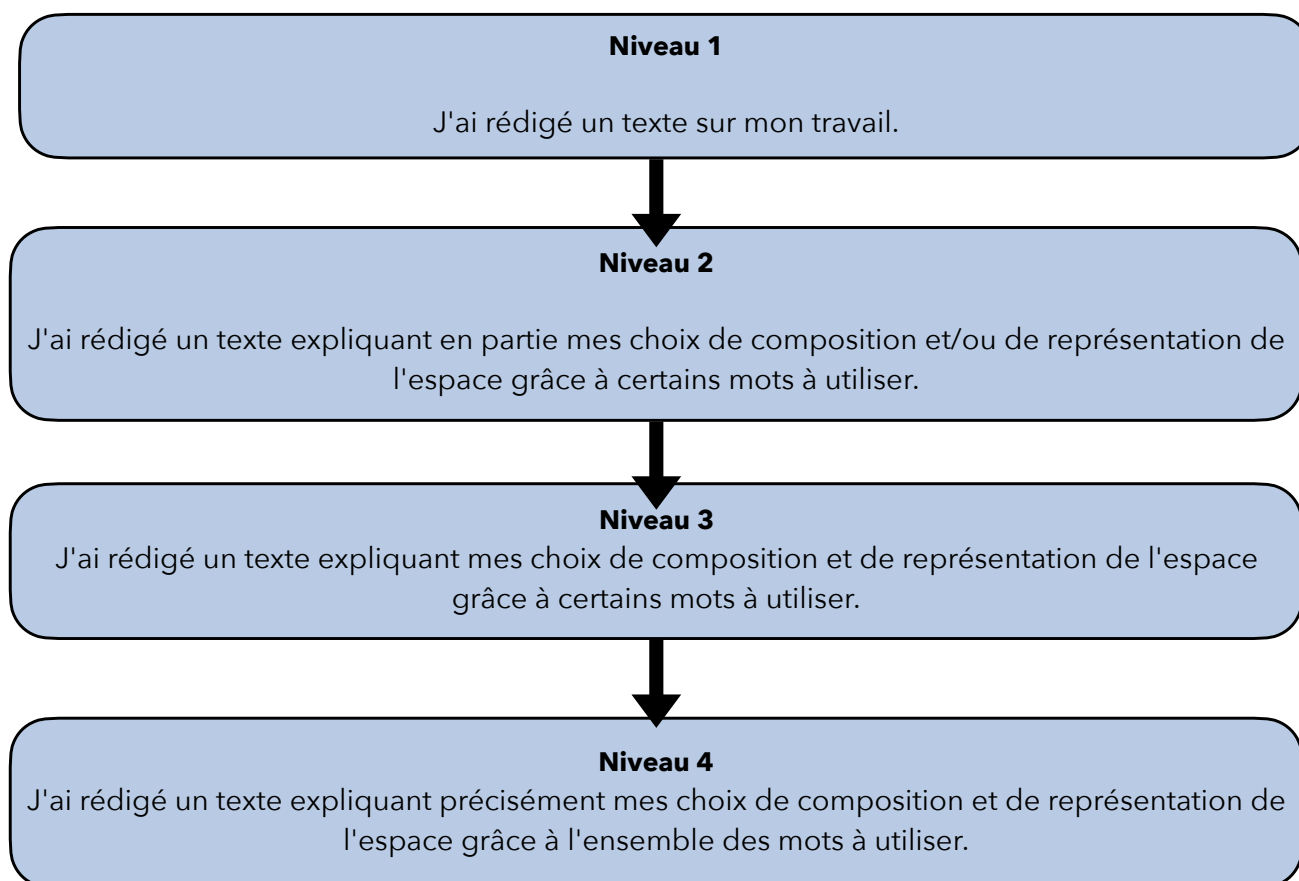 Niveau 1
J'ai rédigé un texte sur mon travail.
Niveau 2
J'ai rédigé un texte expliquant en partie mes choix de composition et/ou de représentation de
l'espace grâce à certains mots à utiliser.
Niveau 3
J'ai rédigé un texte expliquant mes choix de composition et de représentation de l'espace
grâce à certains mots à utiliser.
Niveau 4
J'ai rédigé un texte expliquant précisément mes choix de composition et de représentation de
l'espace grâce à l'ensemble des mots à utiliser.